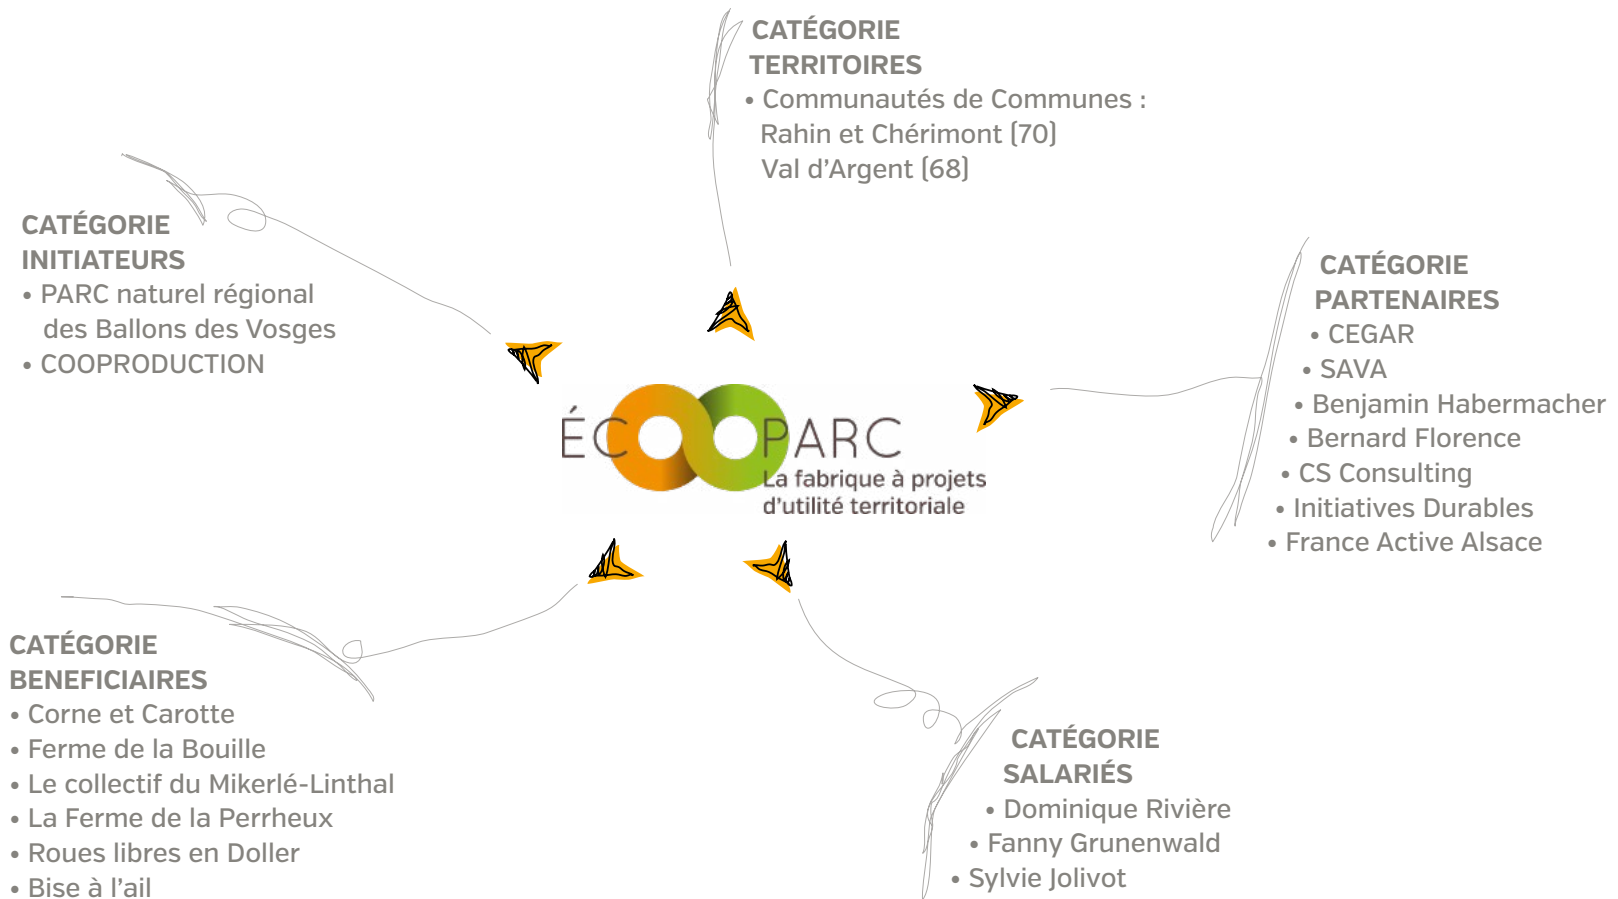 CATÉGORIE
TERRITOIRES
• Communautés de Communes :
Rahin et Chérimont (70)
Val d'Argent (68)
CATÉGORIE
INITIATEURS
• PARC naturel régional
des Ballons des Vosges
• COOPRODUCTION
CATÉGORIE
PARTENAIRES
• CEGAR
• SAVA
• Benjamin Habermacher
• Bernard Florence
• CS Consulting
• Initiatives Durables
• France Active Alsace
ÉCOOPARC
La fabrique à projets
d'utilité territoriale
CATÉGORIE
BENEFICIAIRES
• Corne et Carotte
• Ferme de la Bouille
• Le collectif du Mikerlé-Linthal
• La Ferme de la Perrheux
• Roues libres en Doller
• Bise à l'ail
CATÉGORIE
SALARIÉS
• Dominique Rivière
• Fanny Grunenwald
• Sylvie Jolivot